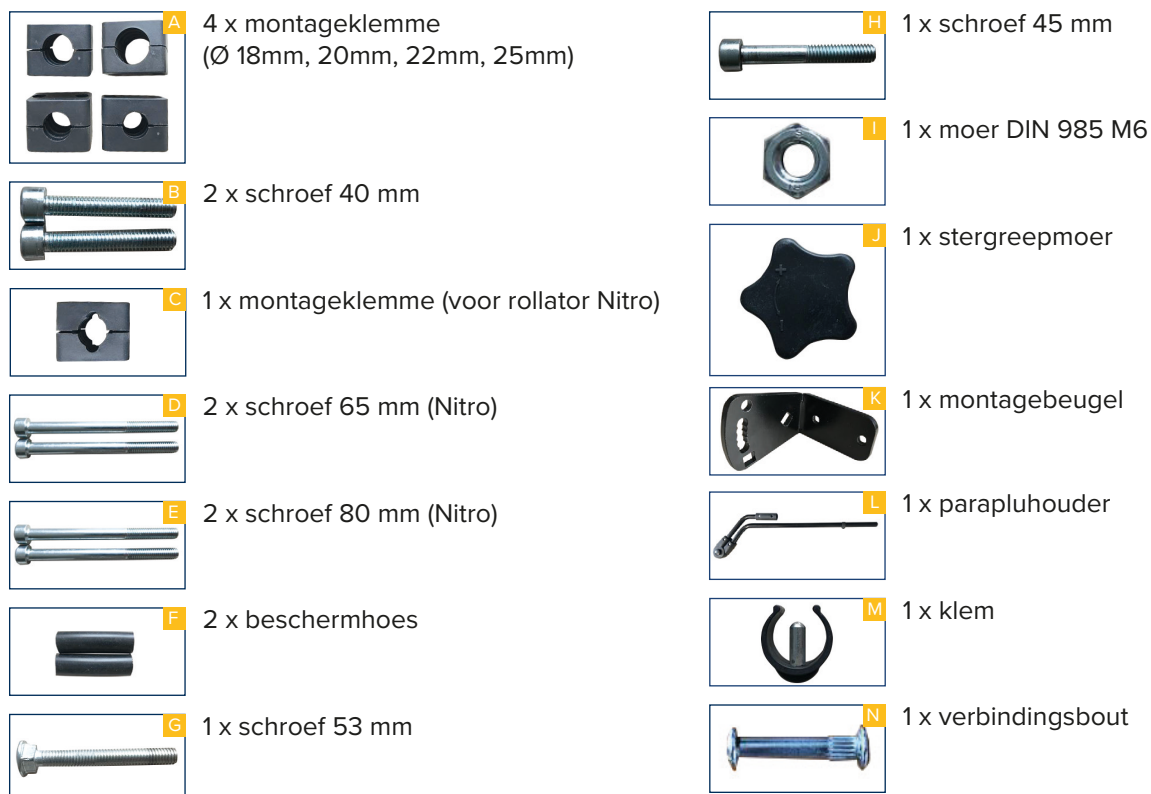 A
4 x montageklemme
(Ø 18mm, 20mm, 22mm, 25mm)
B
2 x schroef 40 mm
C
1 x montageklemme (voor rollator Nitro)
D
2 x schroef 65 mm (Nitro)
E
2 x schroef 80 mm (Nitro)
F
2 x beschermhoes
G
1 x schroef 53 mm
H
1 x schroef 45 mm
I
1 x moer DIN 985 M6
J
1 x stergreepmoer
K
1 x montagebeugel
L
1 x parapluhouder
M
1 x klem
N
1 x verbindingsbout